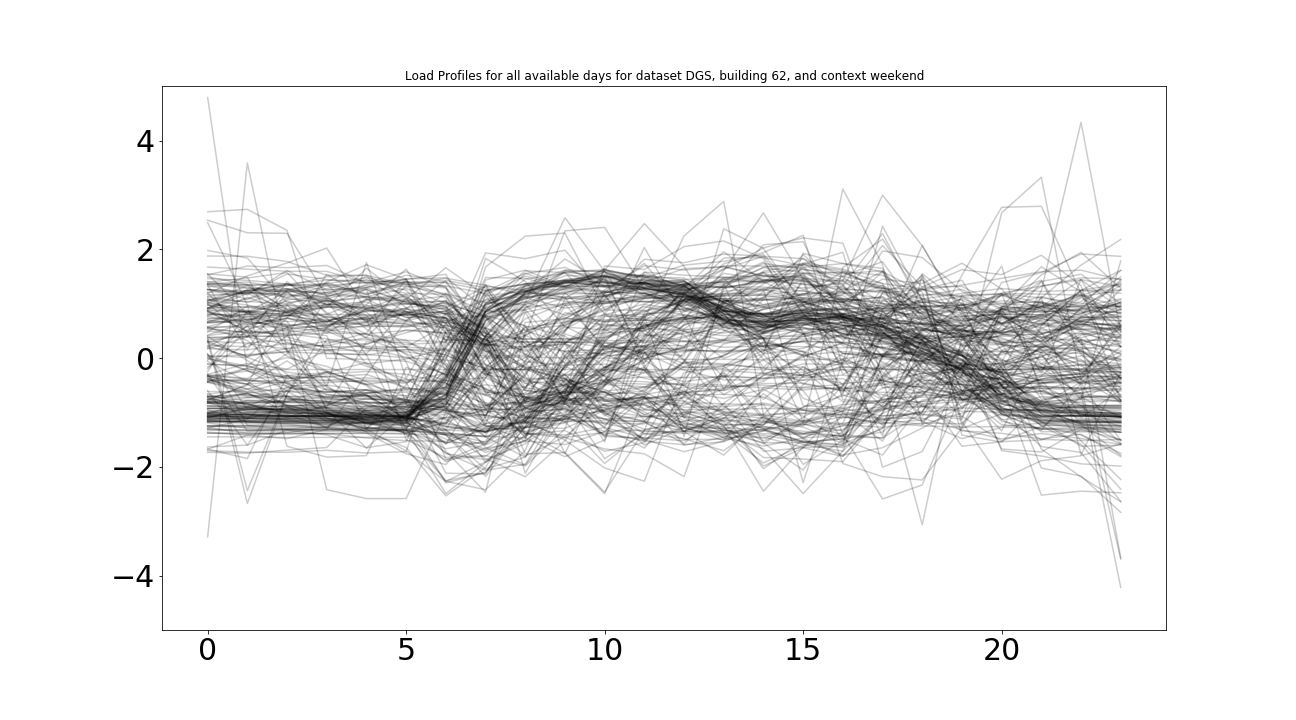 Load Profiles for all available days for dataset DGS, building 62, and context weekend
4
2
0
−2
−4
0 5 10 15 20